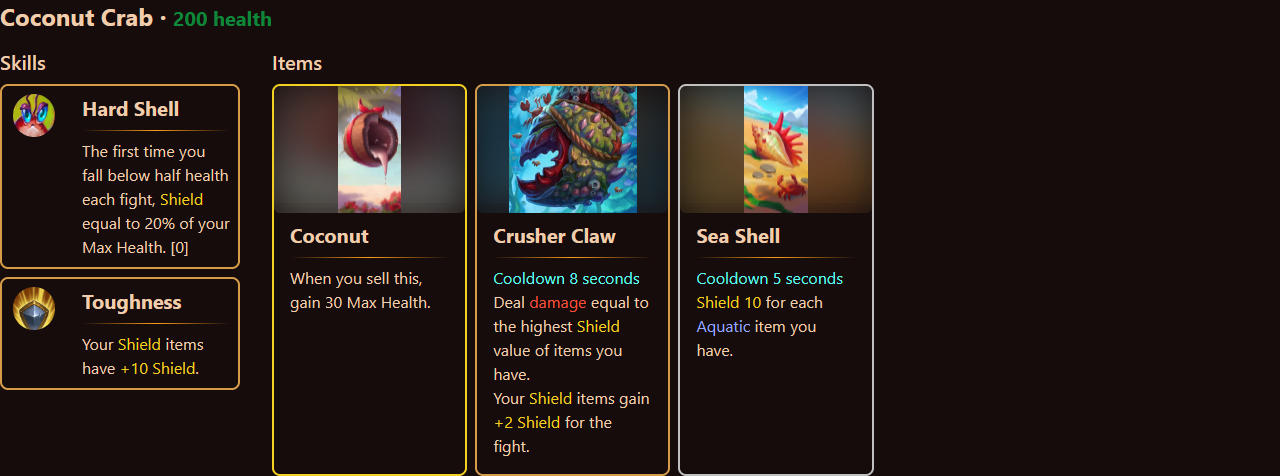 Coconut Crab · 200 health
Skills
Hard Shell
The first time you
fall below half health
each fight, Shield
equal to 20% of your
Max Health. [0]
Toughness
Your Shield items
have +10 Shield.
Items
Coconut
When you sell this,
gain 30 Max Health.
Crusher Claw
Cooldown 8 seconds
Deal damage equal to
the highest Shield
value of items you
have.
Your Shield items gain
+2 Shield for the
fight.
Sea Shell
Cooldown 5 seconds
Shield 10 for each
Aquatic item you
have.